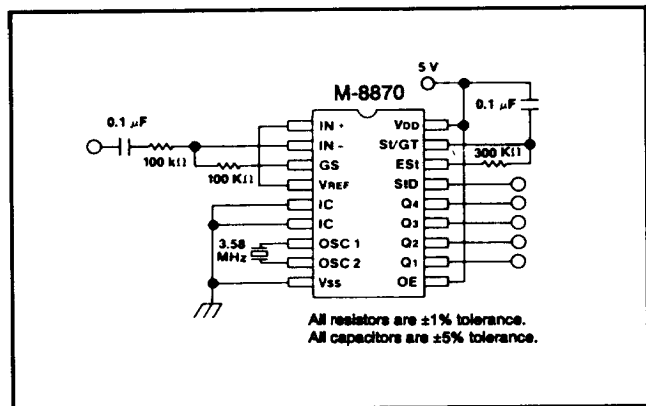 5 V
M-8870
0.1 μF
0.1 μF
100 kΩ
100 KΩ
300 KΩ
IN +
IN -
GS
VREF
IC
IC
OSC 1
OSC 2
Vss
3.58
MHz
VDD
St/GT
ESt
StD
Q4
Q3
Q2
Q1
OE
All resistors are ±1% tolerance.
All capacitors are ±5% tolerance.